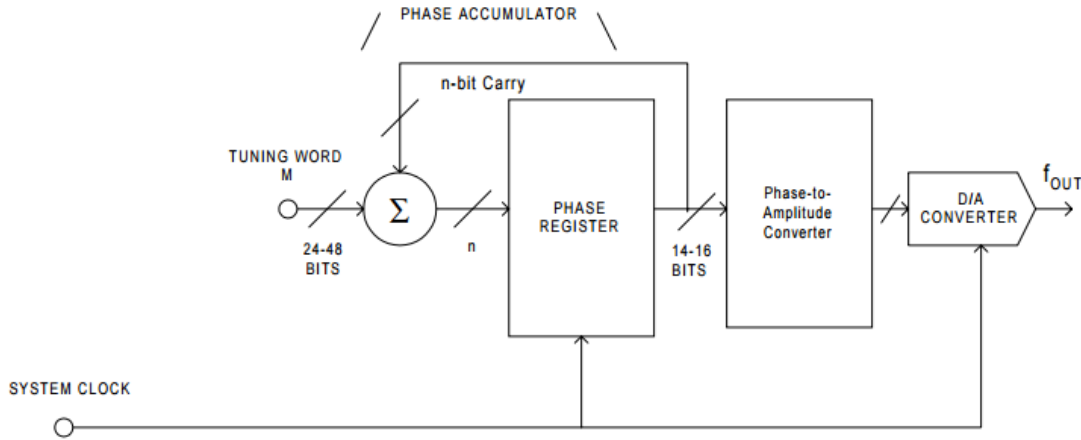 PHASE ACCUMULATOR
n-bit Carry
TUNING WORD
M
Σ
24-48
BITS
n
PHASE
REGISTER
14-16
BITS
Phase-to-
Amplitude
Converter
D/A
CONVERTER
fOUT
SYSTEM CLOCK